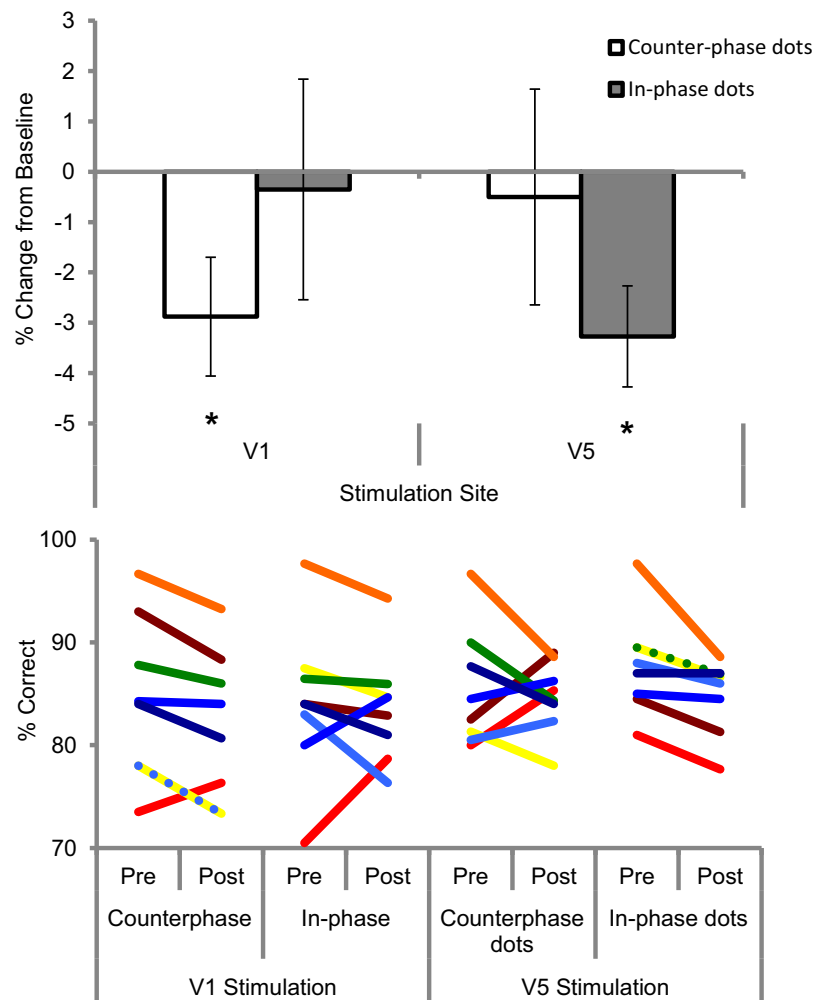 3
2
1
0
-1
-2
-3
-4
-5
% Change from Baseline
Counter-phase dots
In-phase dots
*
*
V1 V5
Stimulation Site
100
90
80
70
% Correct
Pre Post Pre Post Pre Post Pre Post
Counterphase In-phase Counterphase dots In-phase dots
V1 Stimulation V5 Stimulation